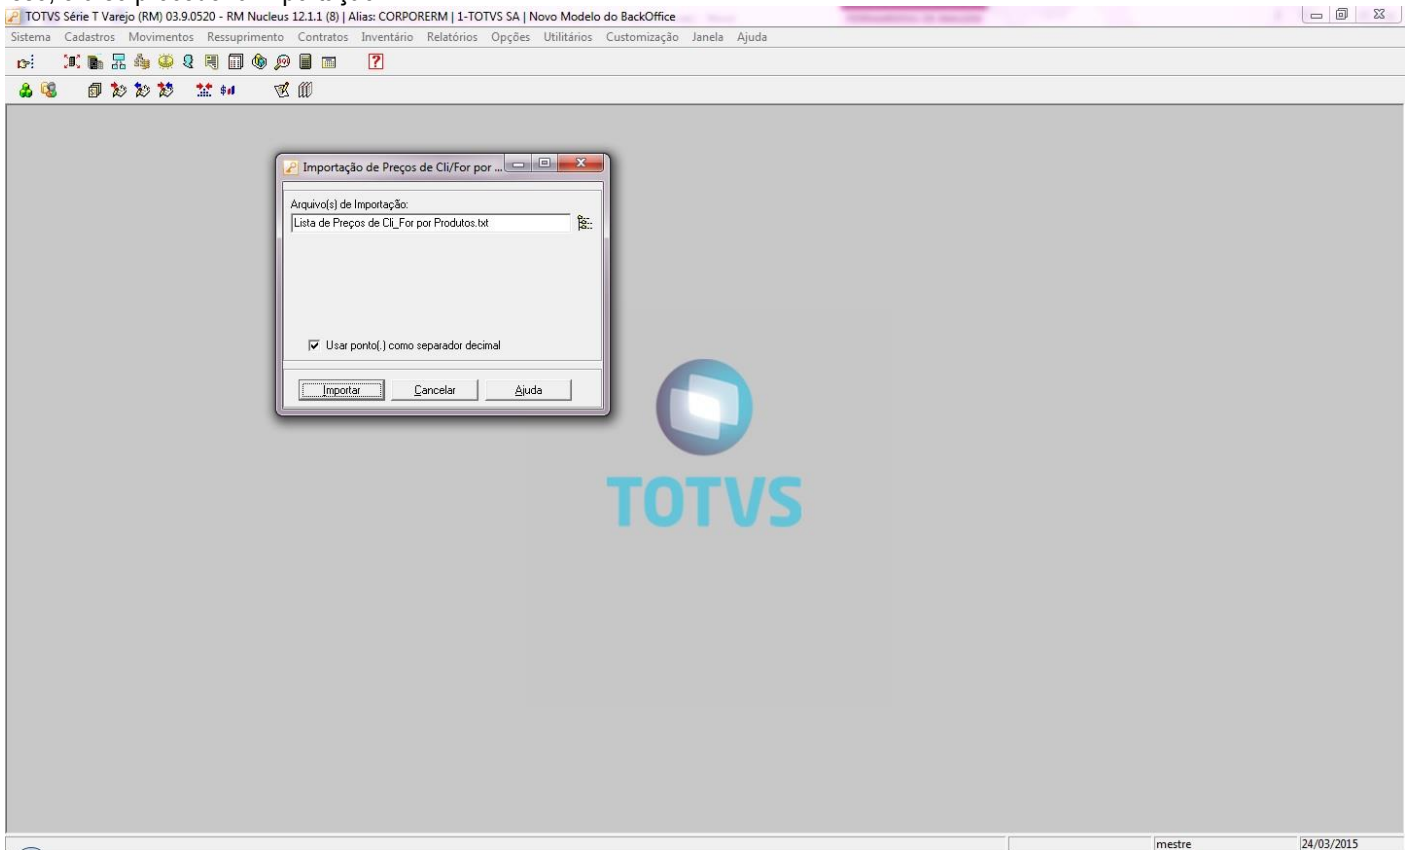 TOTVS Série T Varejo (RM) 03.9.0520 - RM Nucleus 12.1.1 (8) | Alias: CORPORERM | 1-TOTVS SA | Novo Modelo do BackOffice
Sistema Cadastros Movimentos Ressuprimento Contratos Inventário Relatórios Opções Utilitários Customização Janela Ajuda
Importação de Preços de Cli/For por ...
Arquivo(s) de Importação:
Lista de Preços de Cli_For por Produtos.txt
Usar ponto(.) como separador decimal
Importar Cancelar Ajuda
TOTVS
mestre 24/03/2015